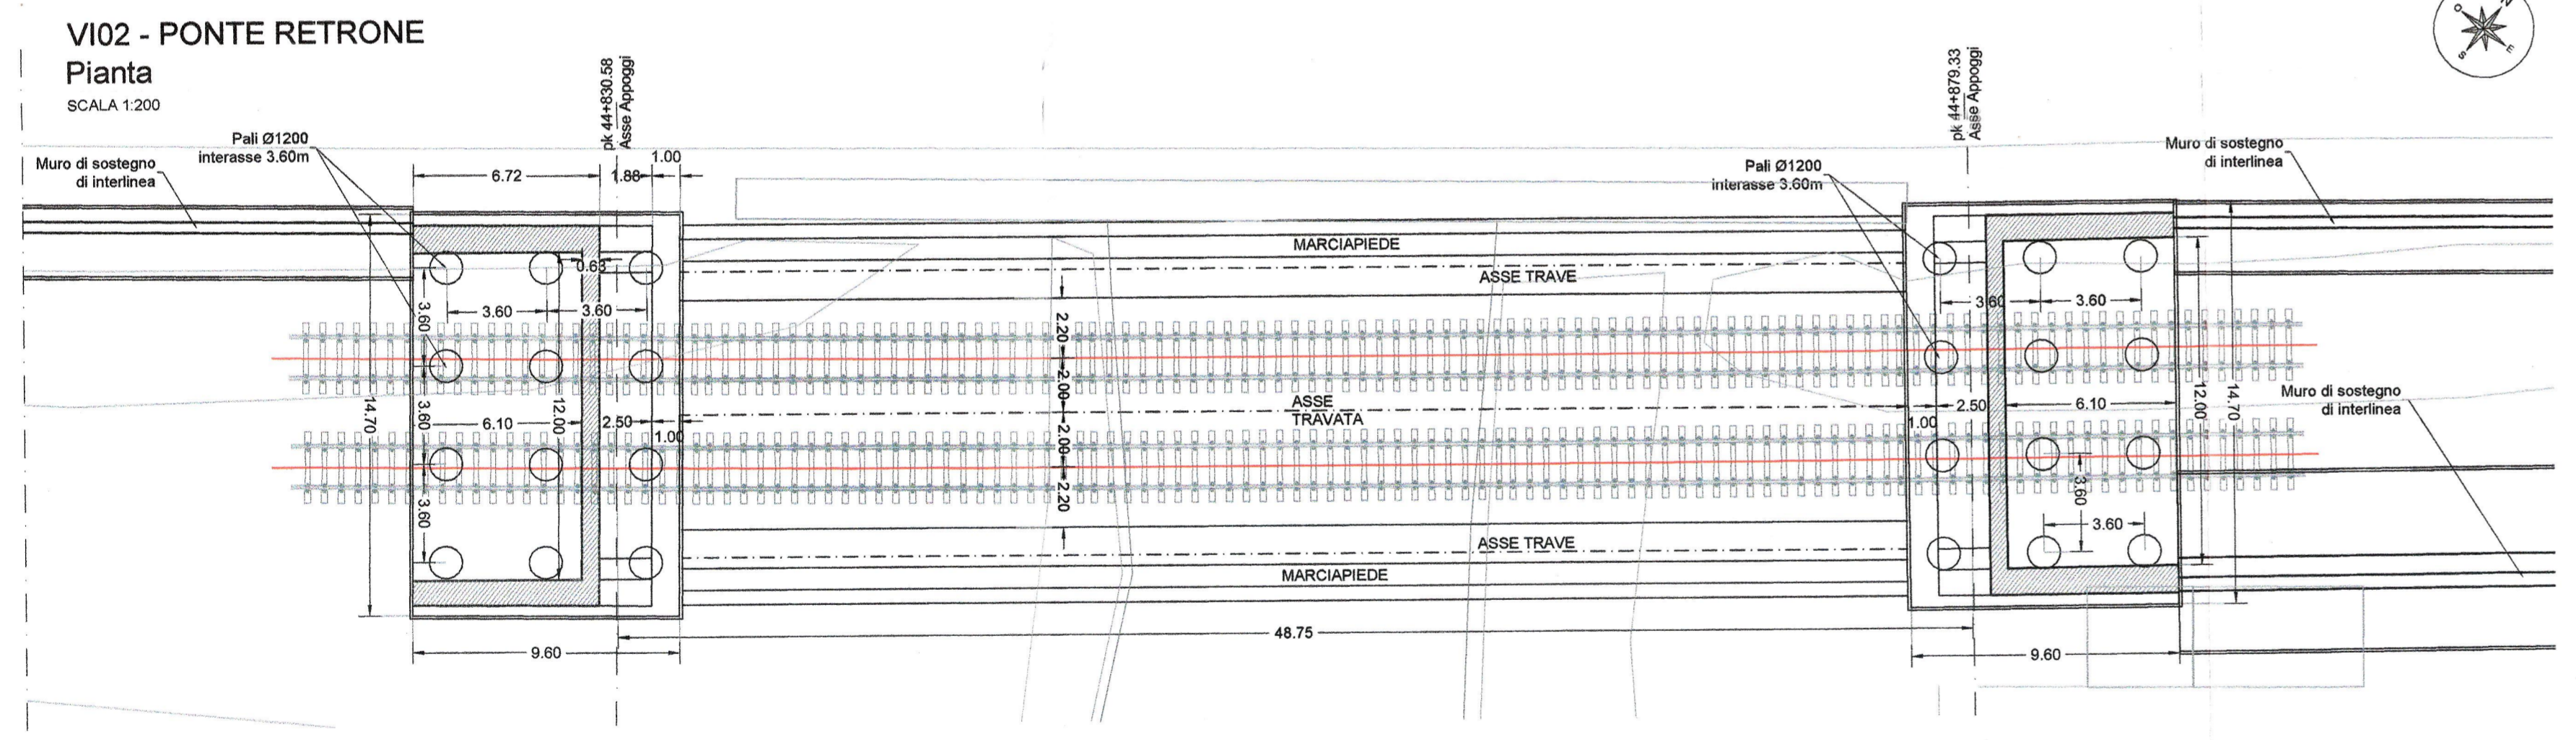 VI02 - PONTE RETRONE
Pianta
SCALA 1:200
O
N
S
E
pk 44+830.58
Asse Appoggi
pk 44+879.33
Asse Appoggi
Pali Ø1200
interasse 3.60m
Muro di sostegno
di interlinea
Pali Ø1200
interasse 3.60m
Muro di sostegno
di interlinea
1.00
6.72
1.88
MARCIAPIEDE
ASSE TRAVE
0.63
3.60
3.60
3.60
3.60
3.60
14.70
6.10
12.00
2.50
1.00
2.20
2.00
2.00
2.20
ASSE
TRAVATA
3.60
3.60
2.50
6.10
1.00
12.00
14.70
Muro di sostegno
di interlinea
3.60
3.60
ASSE TRAVE
MARCIAPIEDE
48.75
9.60
9.60